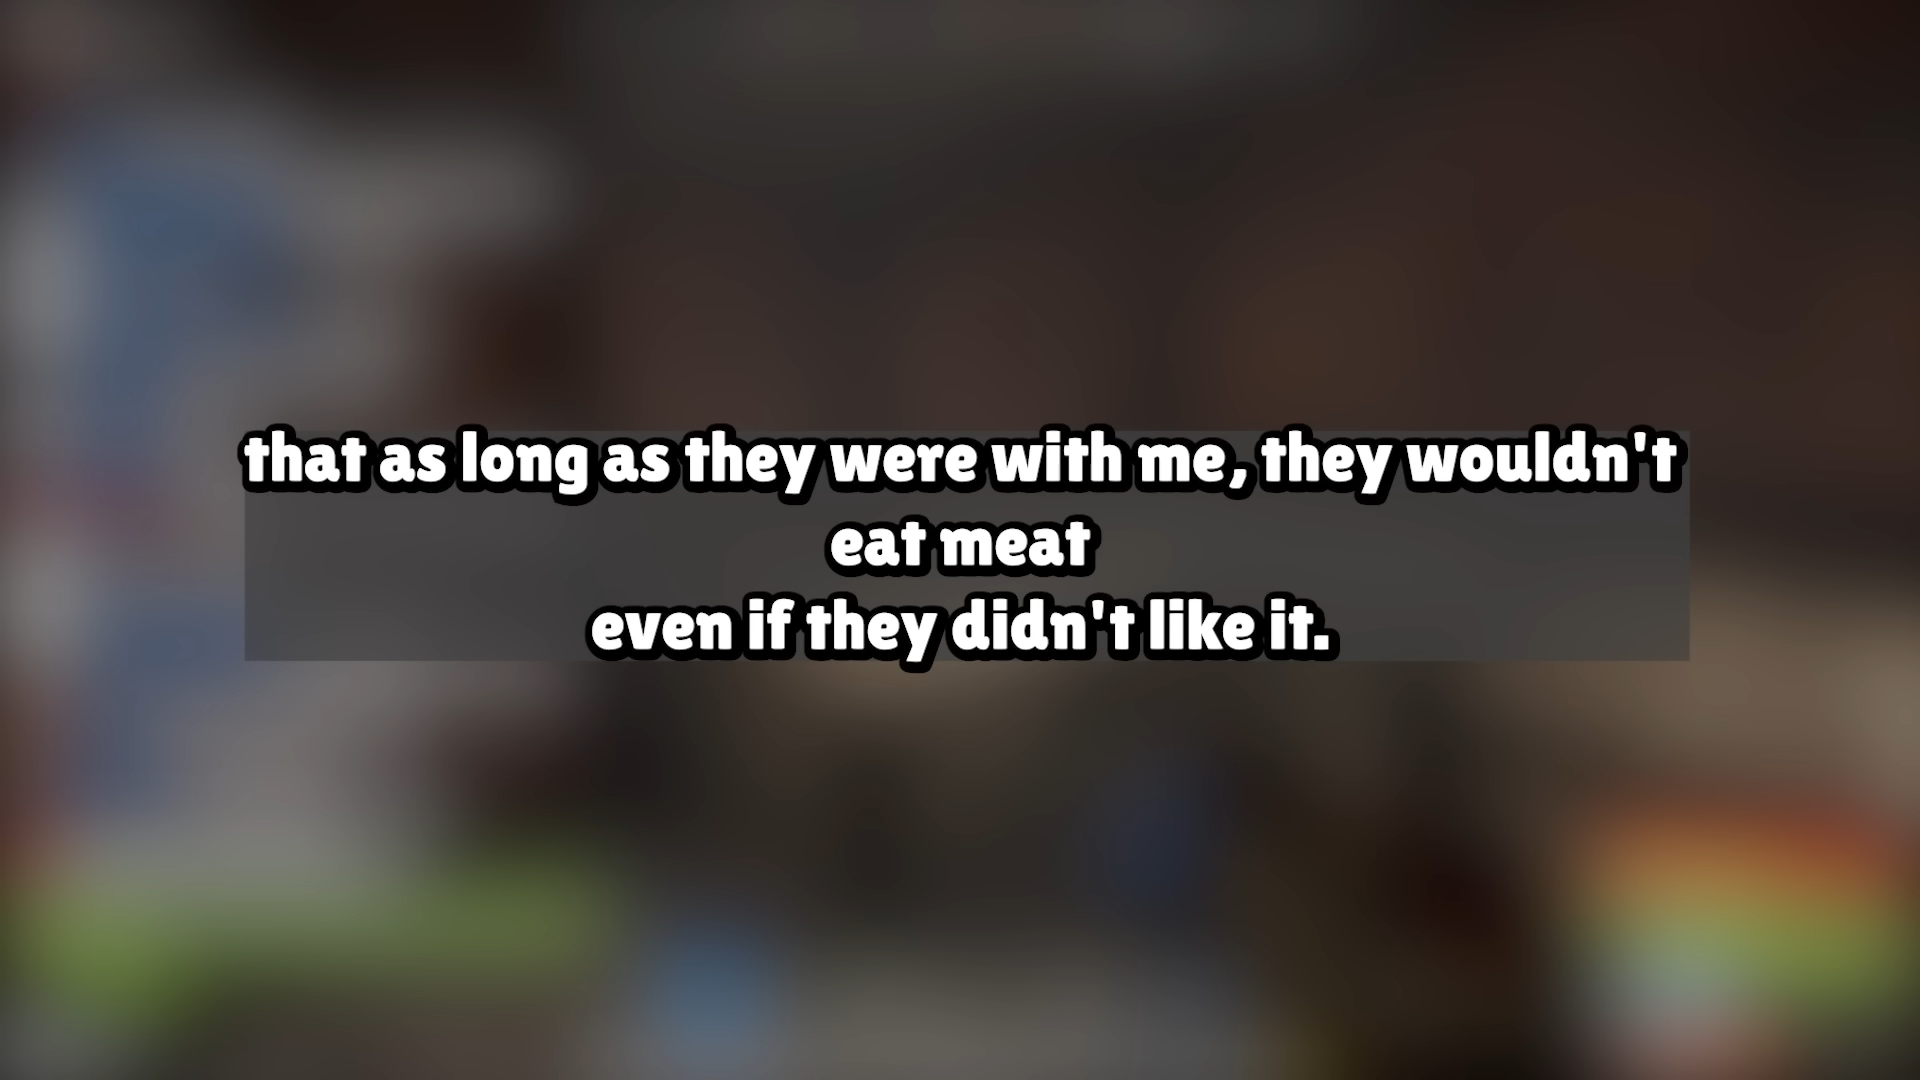 that as long as they were with me, they wouldn't
eat meat
even if they didn't like it.